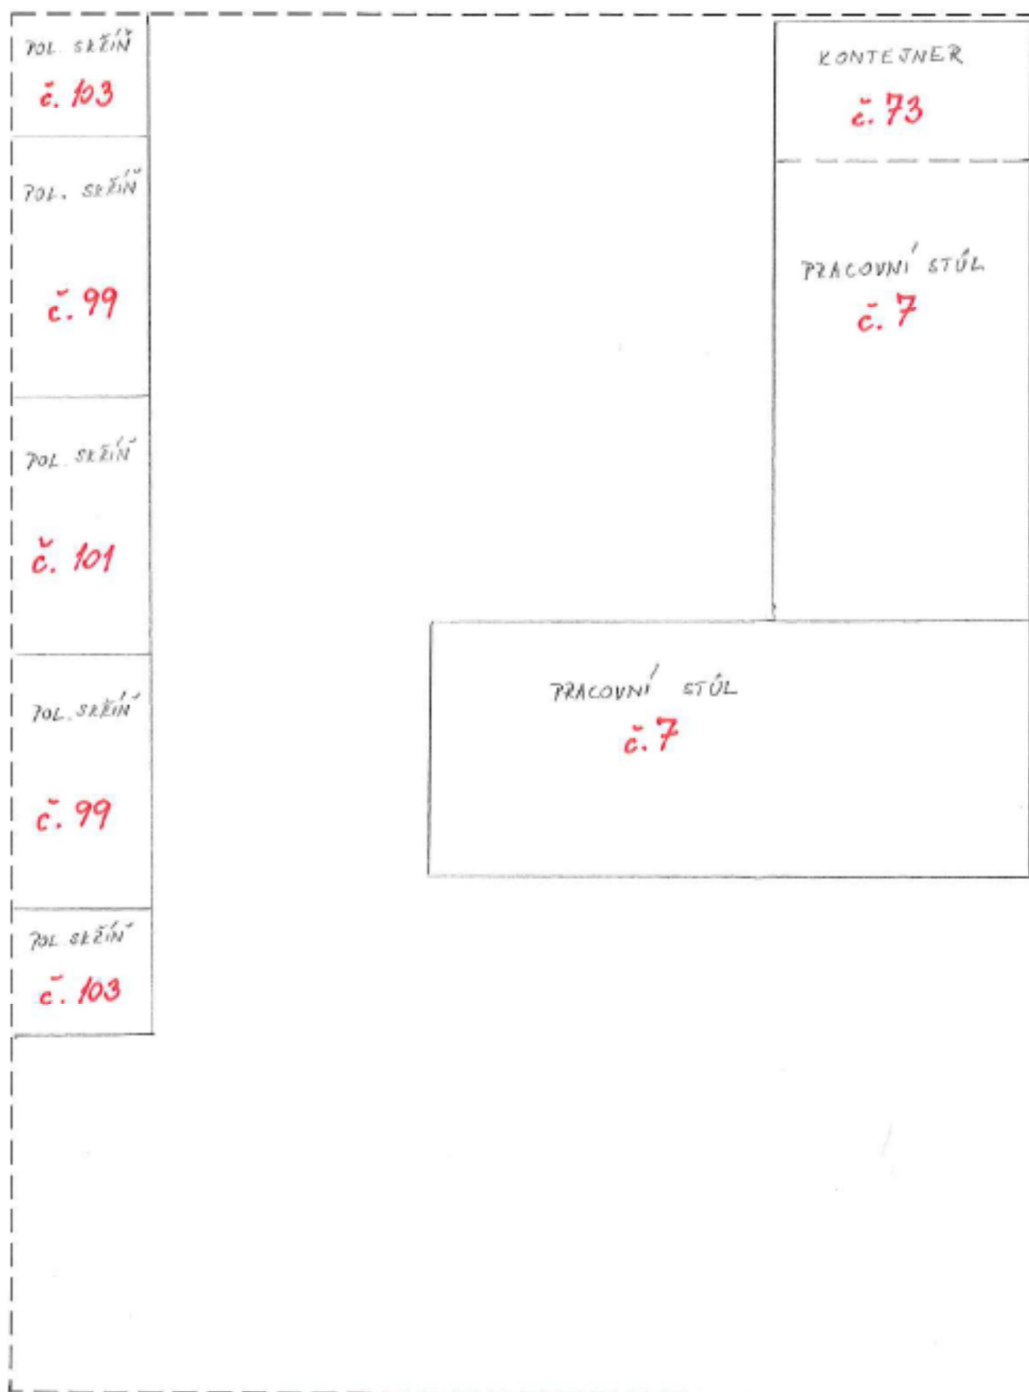 POL. SKŘÍŇ
č. 103
POL. SKŘÍŇ
č. 99
POL. SKŘÍŇ
č. 101
POL. SKŘÍŇ
č. 99
POL. SKŘÍŇ
č. 103
KONTEJNER
č. 73
PRACOVNÍ STŮL
č. 7
PRACOVNÍ STŮL
č. 7